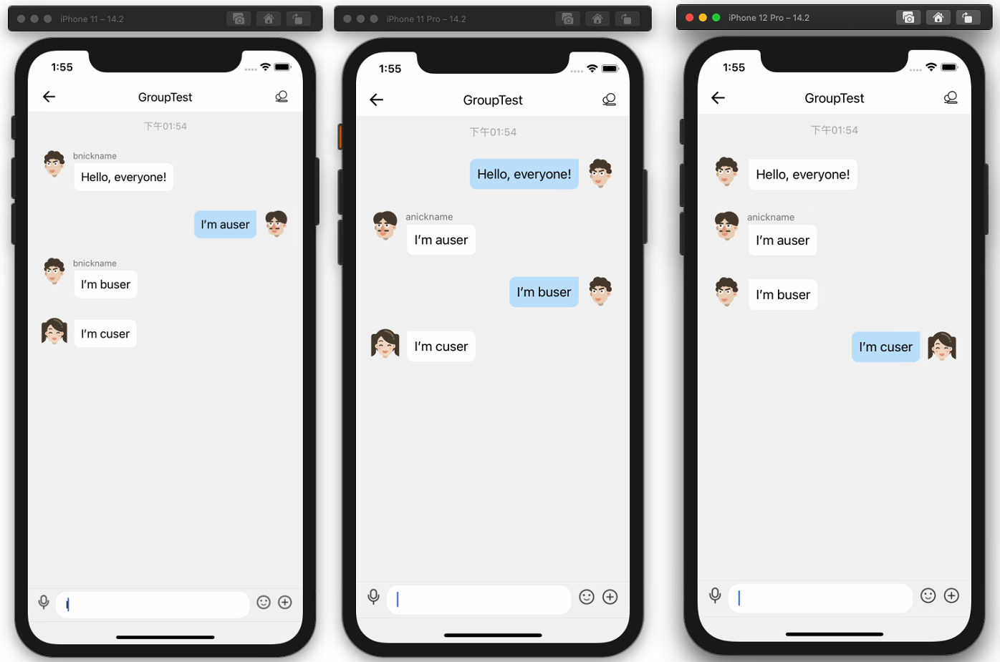 iPhone 11 – 14.2
1:55
GroupTest
下午01:54
bnickname
Hello, everyone!
I'm auser
bnickname
I'm buser
I'm cuser
iPhone 11 Pro – 14.2
1:55
GroupTest
下午01:54
Hello, everyone!
anickname
I'm auser
I'm buser
I'm cuser
iPhone 12 Pro – 14.2
1:55
GroupTest
下午01:54
Hello, everyone!
anickname
I'm auser
I'm buser
I'm cuser